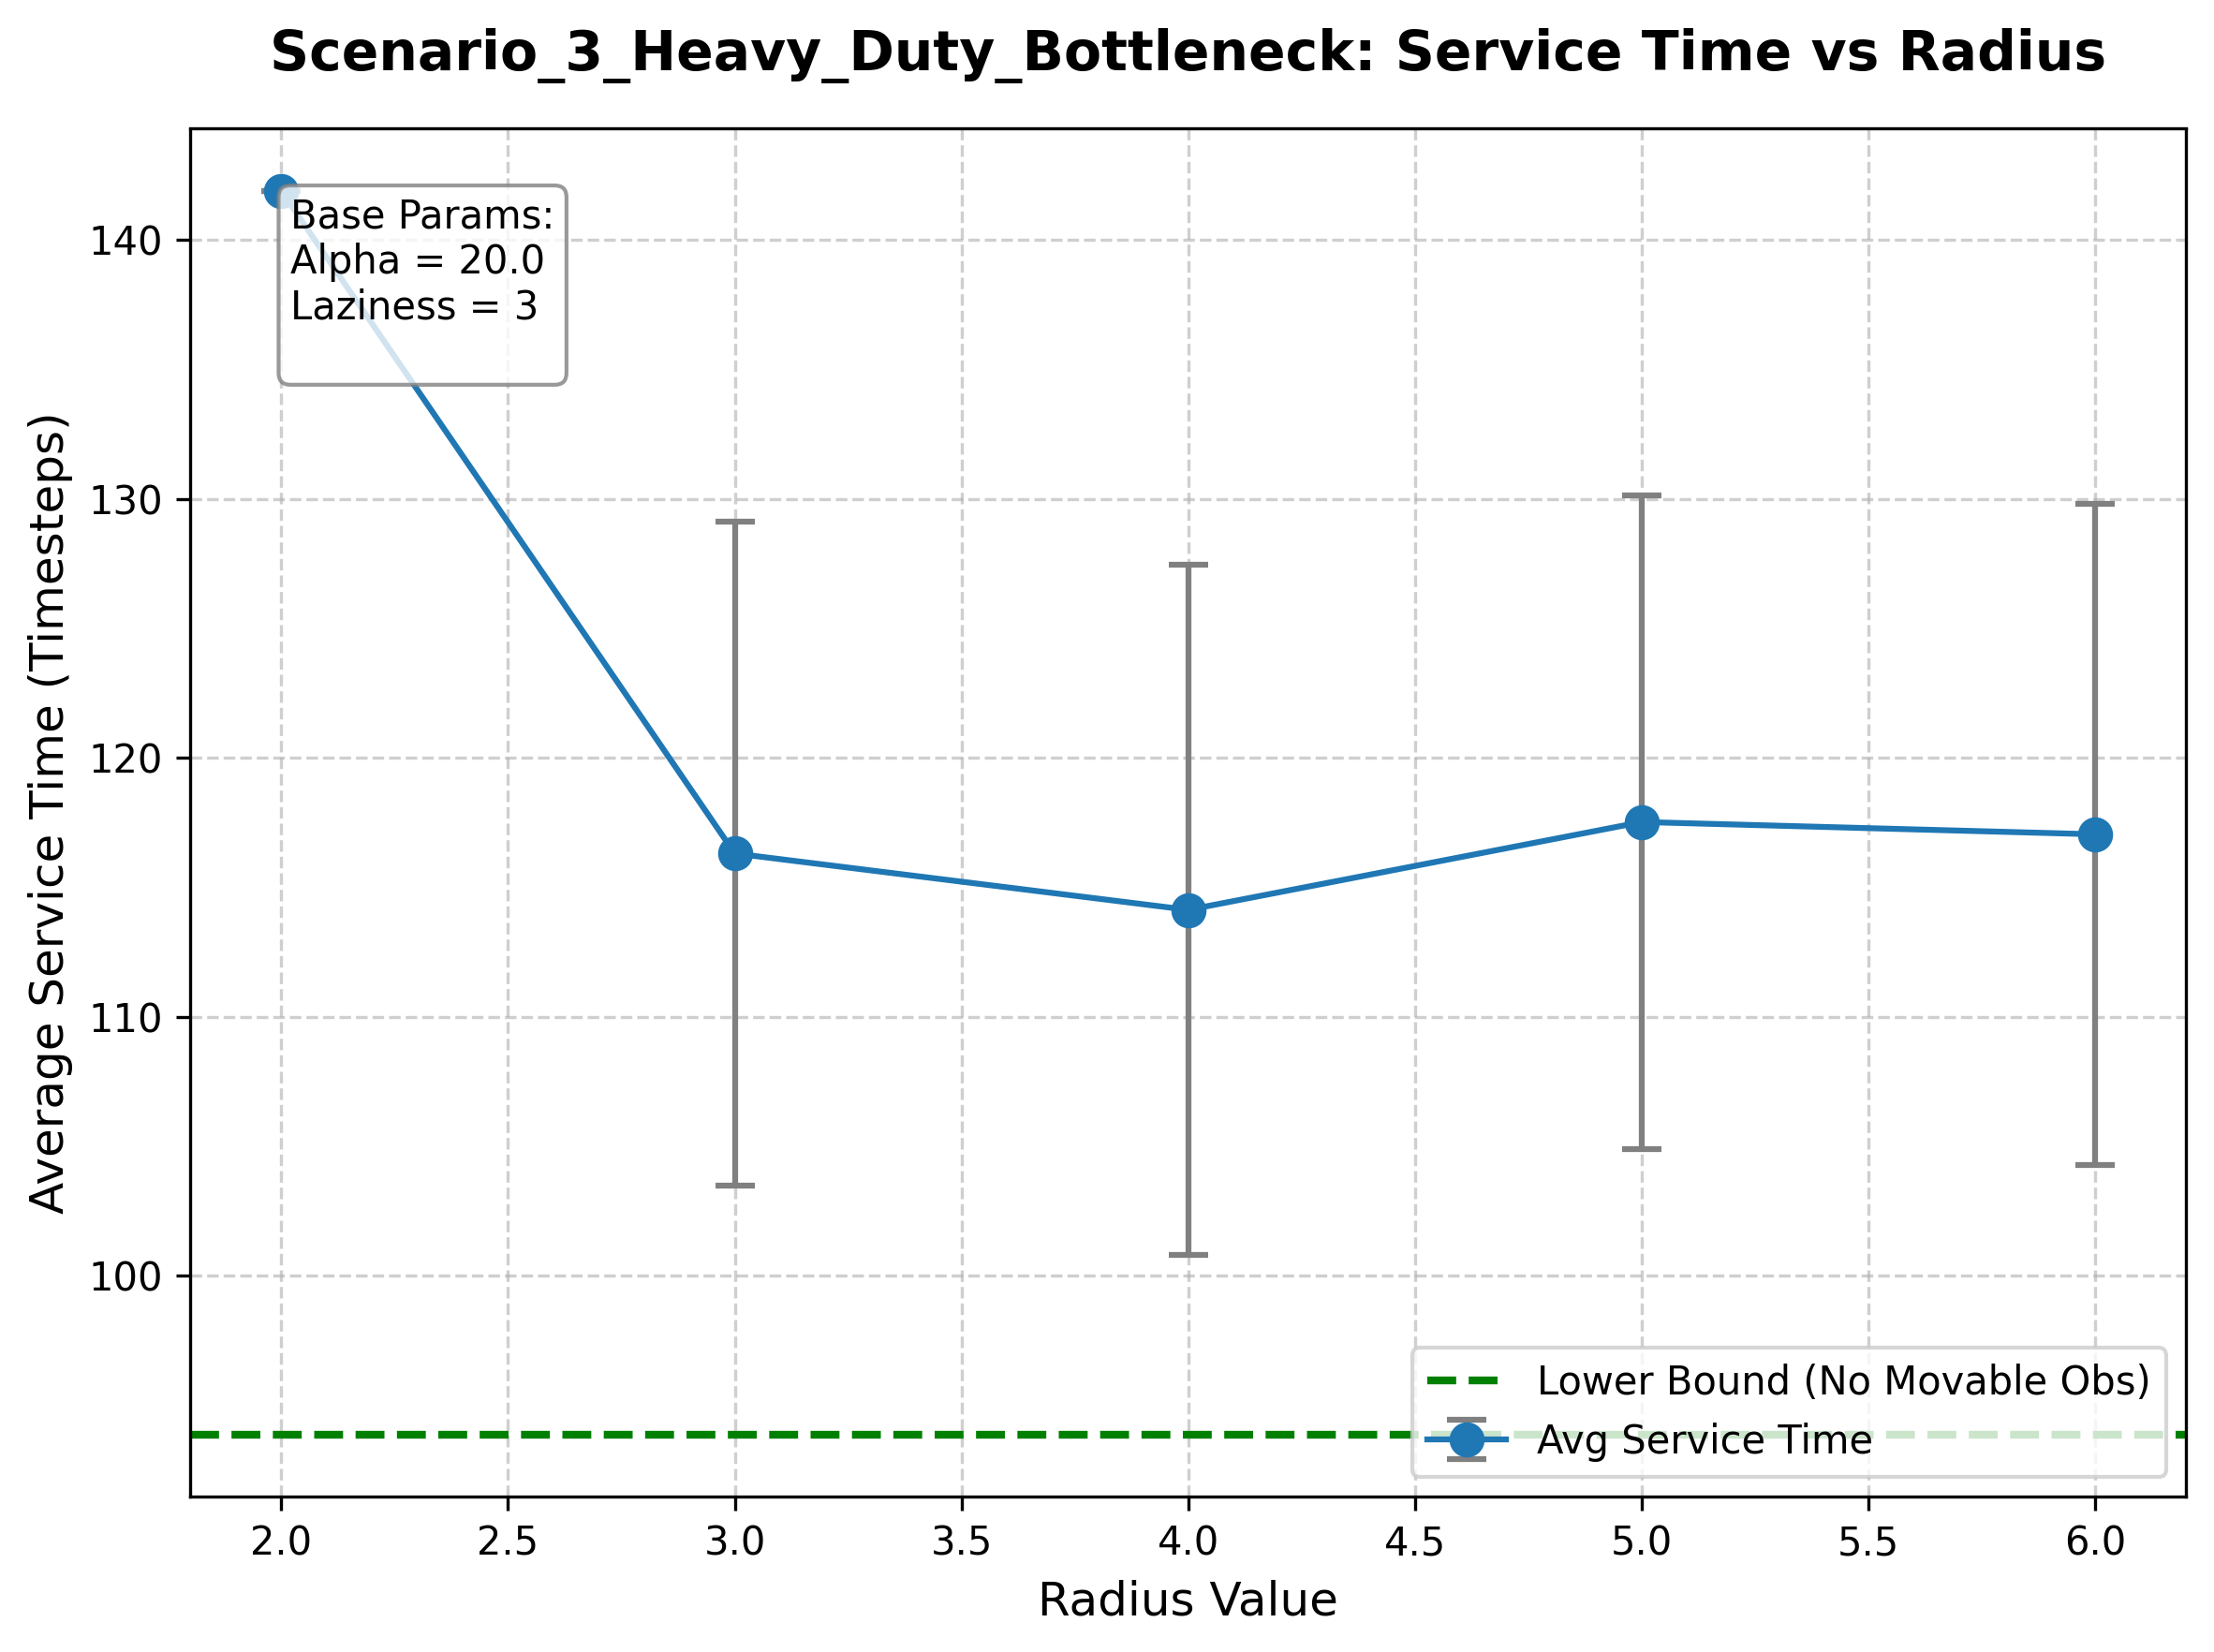 Scenario_3_Heavy_Duty_Bottleneck: Service Time vs Radius
Base Params:
Alpha = 20.0
Laziness = 3
Average Service Time (Timesteps)
140
130
120
110
100
Lower Bound (No Movable Obs)
Avg Service Time
2.0 2.5 3.0 3.5 4.0 4.5 5.0 5.5 6.0
Radius Value